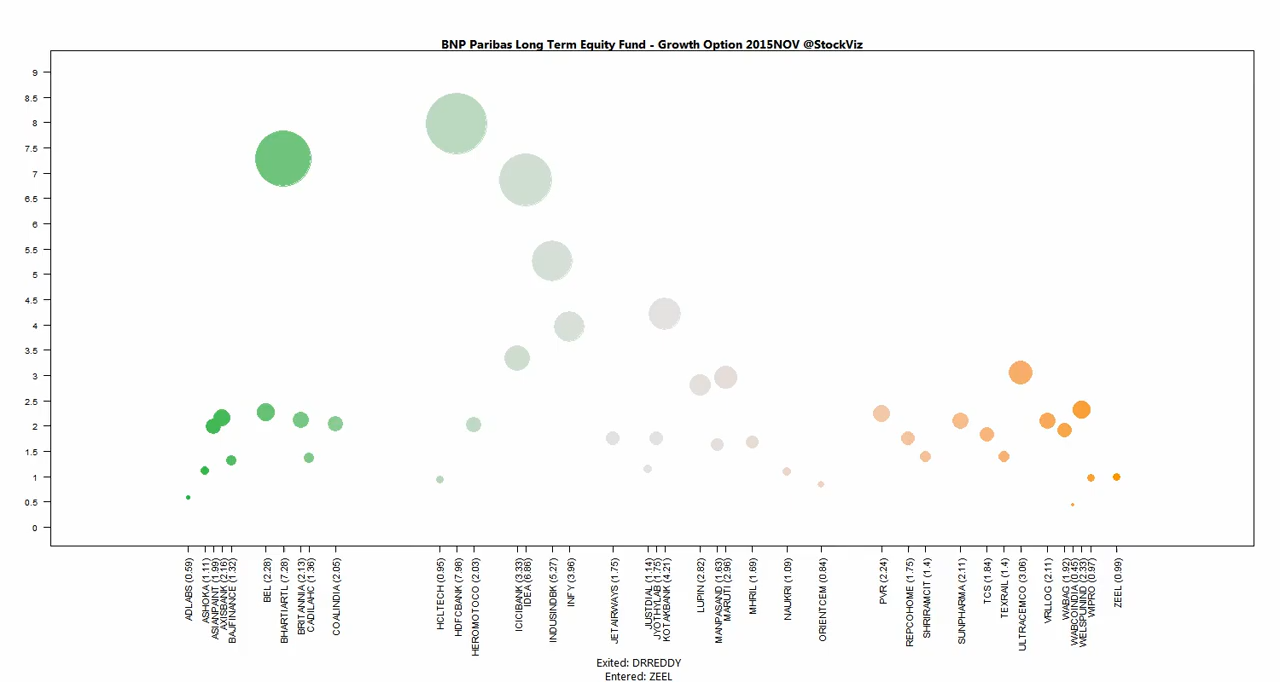 BNP Paribas Long Term Equity Fund - Growth Option 2015NOV @StockViz
9
8.5
8
7.5
7
6.5
6
5.5
5
4.5
4
3.5
3
2.5
2
1.5
1
0.5
0
ADLABS (0.59)
ASHOKA (1.11)
ASIANPAINT (1.99)
AXISBANK (2.16)
BAJFINANCE (1.32)
BEL (2.28)
BHARTIARTL (7.28)
BRITANNIA (2.13)
CADILAHC (1.36)
COALINDIA (2.05)
HCLTECH (0.95)
HDFCBANK (7.98)
HEROMOTOCO (2.03)
ICICIBANK (3.33)
IDEA (6.86)
INDUSINDBK (5.27)
INFY (3.96)
JETAIRWAYS (1.75)
JUSTDIAL (1.14)
JYOTHYLAB (1.75)
KOTAKBANK (4.21)
LUPIN (2.82)
MANPASAND (1.63)
MARUTI (2.96)
MHRIL (1.69)
NAUKRI (1.09)
ORIENTCEM (0.84)
PVR (2.24)
REPCOHOME (1.75)
SHRIRAMCIT (1.4)
SUNPHARMA (2.11)
TCS (1.84)
TEXRAIL (1.4)
ULTRACEMCO (3.06)
VRLLOG (2.11)
WABAG (1.92)
WABCOINDIA (0.45)
WELSPUNIND (2.33)
WIPRO (0.97)
ZEEL (0.99)
Exited: DRREDDY
Entered: ZEEL